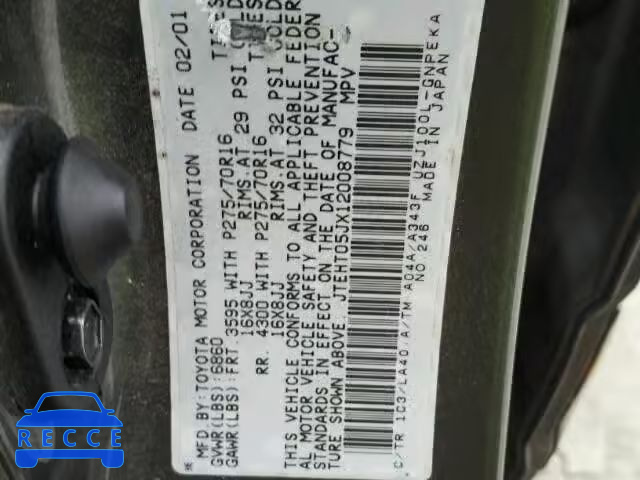 MFD.BY:TOYOTA MOTOR CORPORATION DATE 02/01
GVWR(LBS):6860
GAWR(LBS):FRT.3595 WITH P275/70R16 TIRES
16X8JJ RIMS.AT 29 PSI COLD
RR. 4300 WITH P275/70R16
16X8JJ RIMS.AT 32 PSI COLD
THIS VEHICLE CONFORMS TO ALL APPLICABLE FEDER
AL MOTOR VEHICLE SAFETY AND THEFT PREVENTION
STANDARDS IN EFFECT ON THE DATE OF MANUFAC-
TURE SHOWN ABOVE. JTEHT05JX12008779 MPV
C/TR 1C3/LA40 A/TM A04A/A343F UZJ100L-GNPEKA
NO.246 MADE IN JAPAN